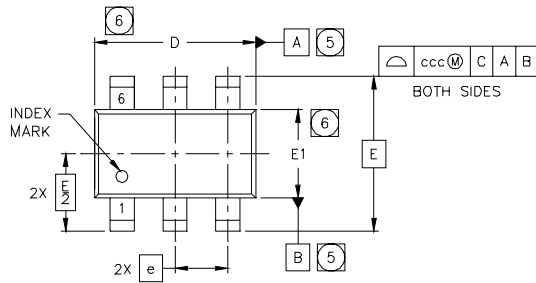 6
D
A 5
⌓ ccc Ⓜ C A B
BOTH SIDES
6
INDEX
MARK
6
E1
E
2X E/2
1
B 5
2X e